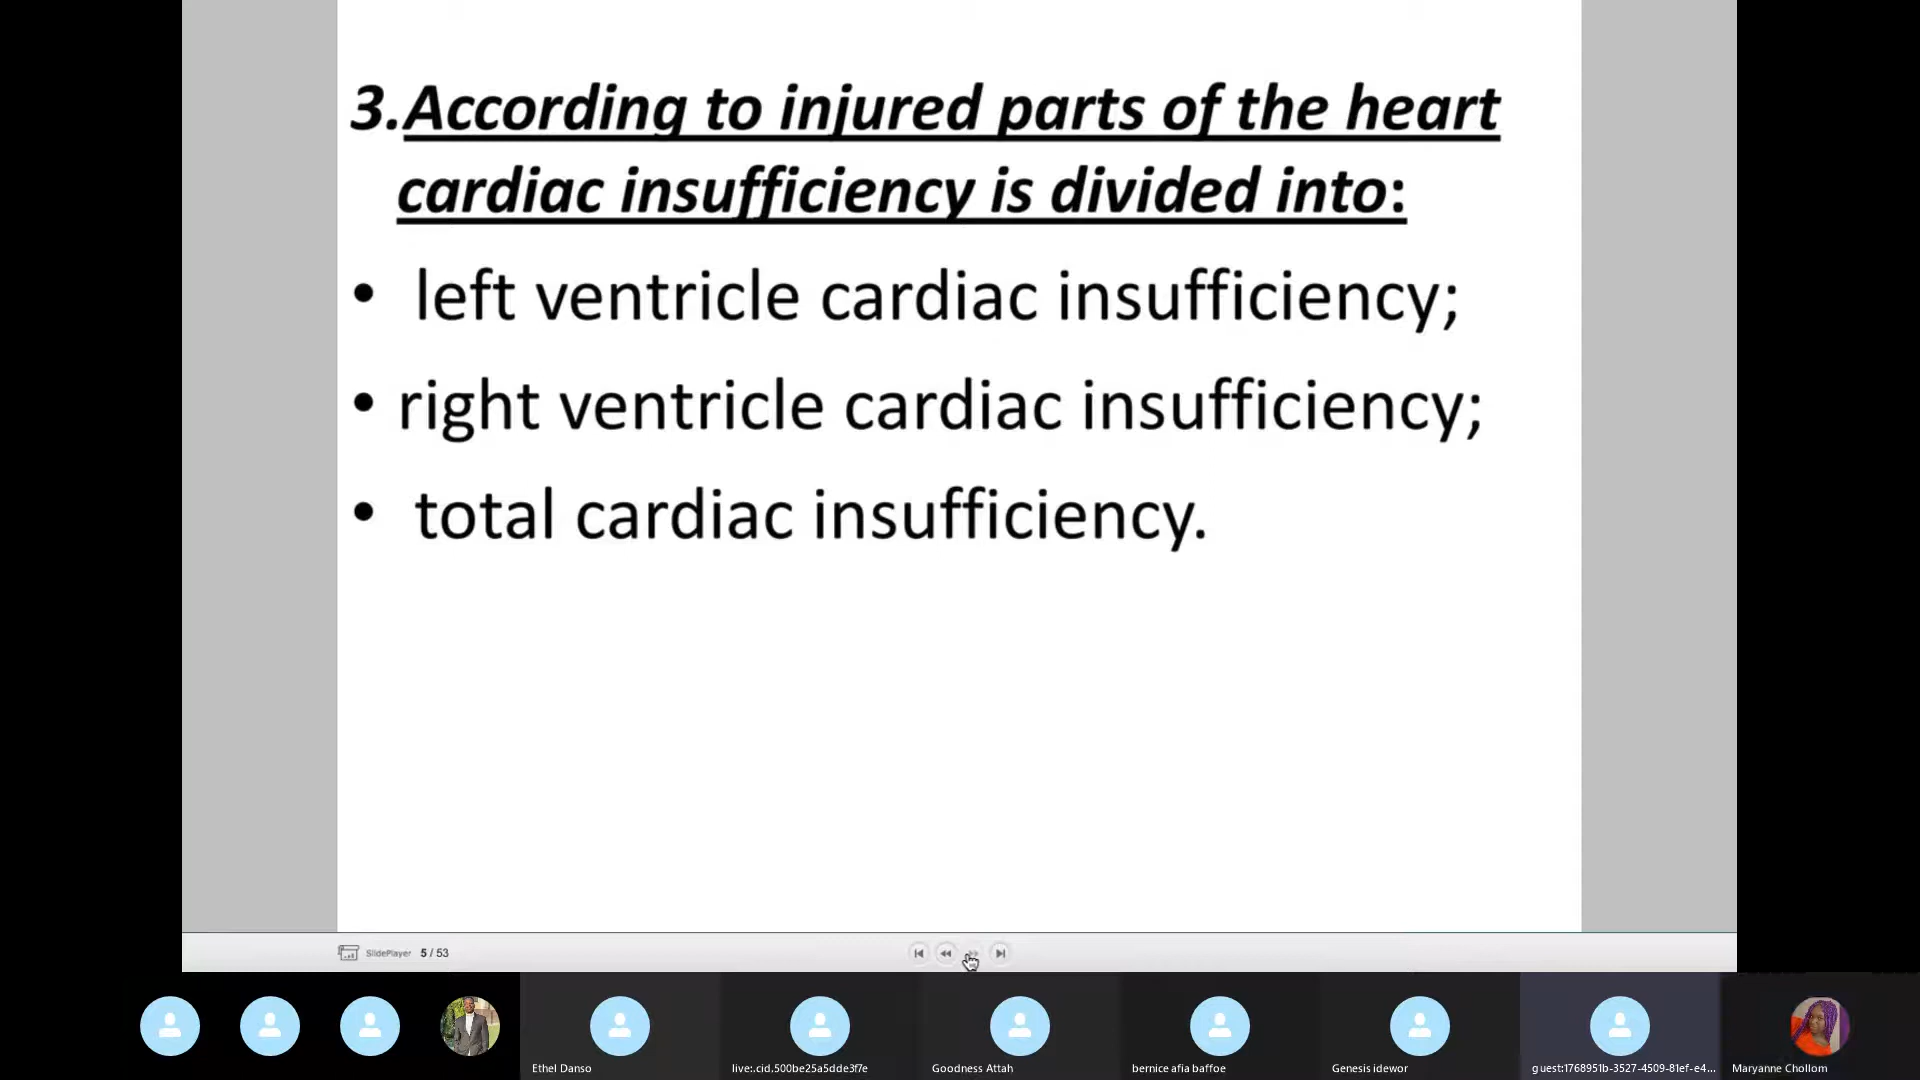 3.According to injured parts of the heart
cardiac insufficiency is divided into:
• left ventricle cardiac insufficiency;
• right ventricle cardiac insufficiency;
• total cardiac insufficiency.
SlidePlayer 5 / 53
Ethel Danso
live:.cid.500be25a5dde3f7e
Goodness Attah
bernice afia baffoe
Genesis idewor
guest:1768951b-3527-4509-81ef-e4...
Maryanne Chollom